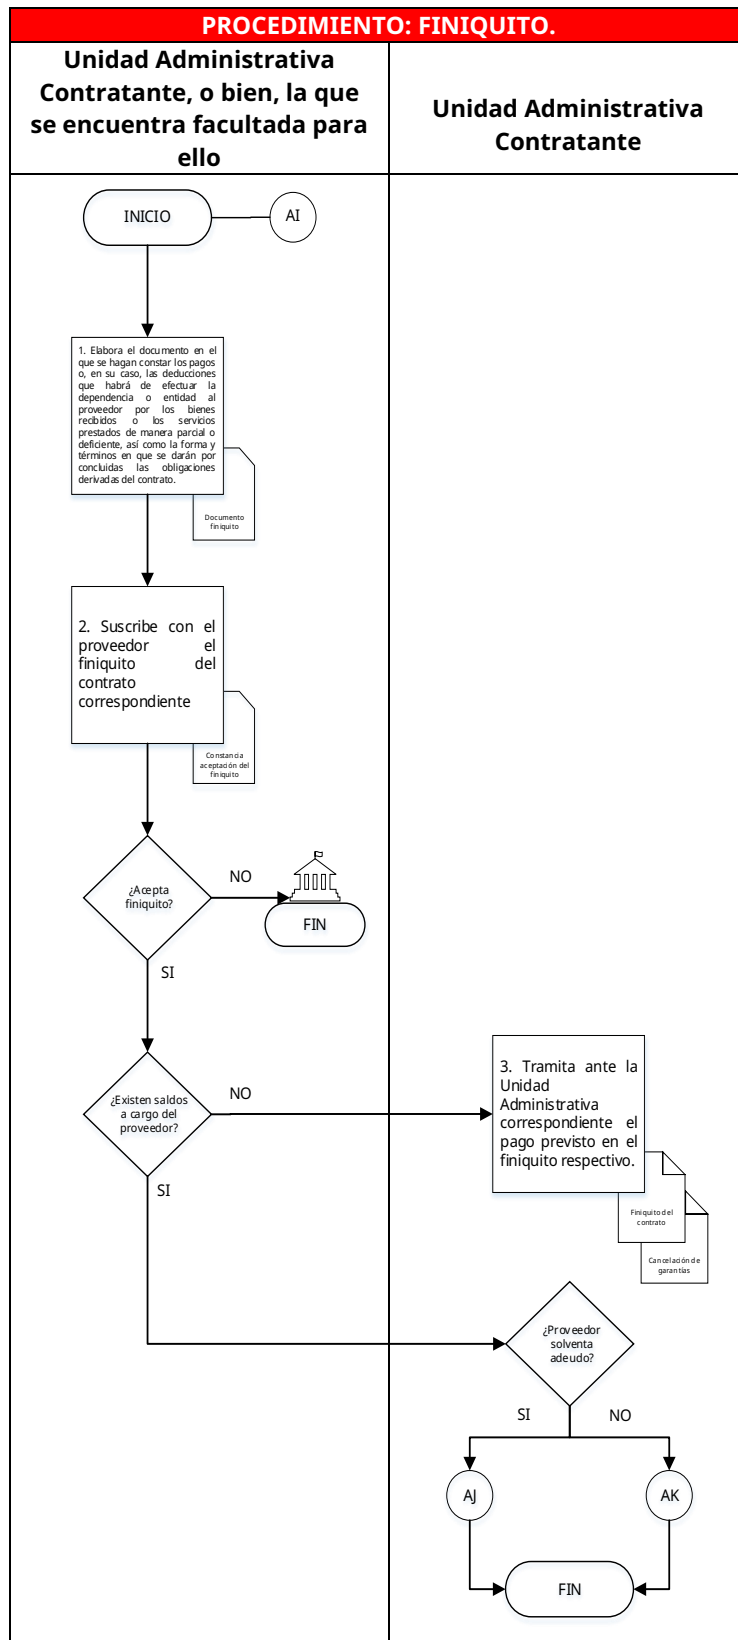 PROCEDIMIENTO: FINIQUITO.
Unidad Administrativa
Contratante, o bien, la que
se encuentra facultada para
ello
Unidad Administrativa
Contratante
INICIO
AI
1. Elabora el documento en el
que se hagan constar los pagos
o, en su caso, las deducciones
que habrá de efectuar la
dependencia o entidad al
proveedor por los bienes
recibidos o los servicios
prestados de manera parcial o
deficiente, así como la forma y
términos en que se darán por
concluidas las obligaciones
derivadas del contrato.
Documento
finiquito
2. Suscribe con el
proveedor el
finiquito del
contrato
correspondiente
Constancia
aceptación del
finiquito
¿Acepta
finiquito?
NO
FIN
SI
¿Existen saldos
a cargo del
proveedor?
NO
SI
3. Tramita ante la
Unidad
Administrativa
correspondiente el
pago previsto en el
finiquito respectivo.
Finiquito del
contrato
Cancelación de
garantías
¿Proveedor
solventa
adeudo?
SI
NO
AJ
AK
FIN